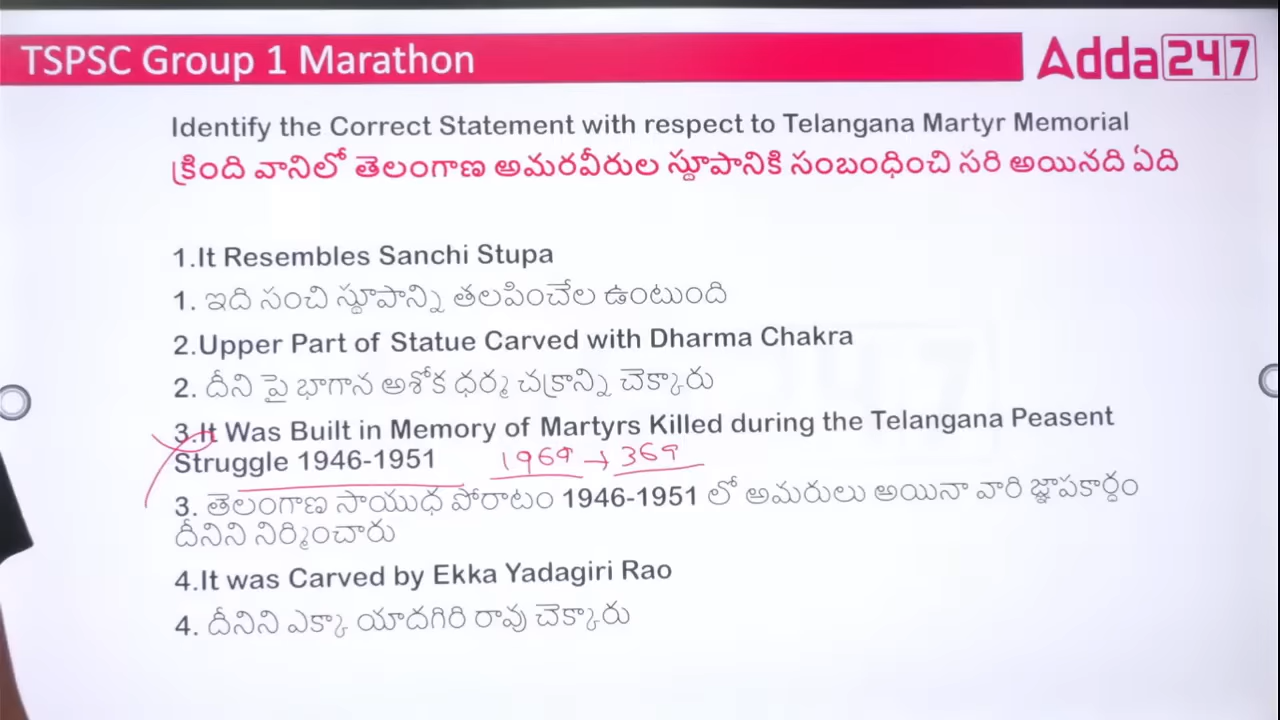 TSPSC Group 1 Marathon
Adda247
Identify the Correct Statement with respect to Telangana Martyr Memorial
క్రింది వానిలో తెలంగాణ అమరవీరుల స్తూపానికి సంబంధించి సరి అయినది ఏది
1.It Resembles Sanchi Stupa
1. ఇది సంచి స్తూపాన్ని తలపించేల ఉంటుంది
2.Upper Part of Statue Carved with Dharma Chakra
2. దీని పై భాగాన అశోక ధర్మ చక్రాన్ని చెక్కారు
3.It Was Built in Memory of Martyrs Killed during the Telangana Peasent
Struggle 1946-1951 1969 → 369
3. తెలంగాణ సాయుధ పోరాటం 1946-1951 లో అమరులు అయినా వారి జ్ఞాపకార్థం
దీనిని నిర్మించారు
4.It was Carved by Ekka Yadagiri Rao
4. దీనిని ఎక్కా యాదగిరి రావు చెక్కారు